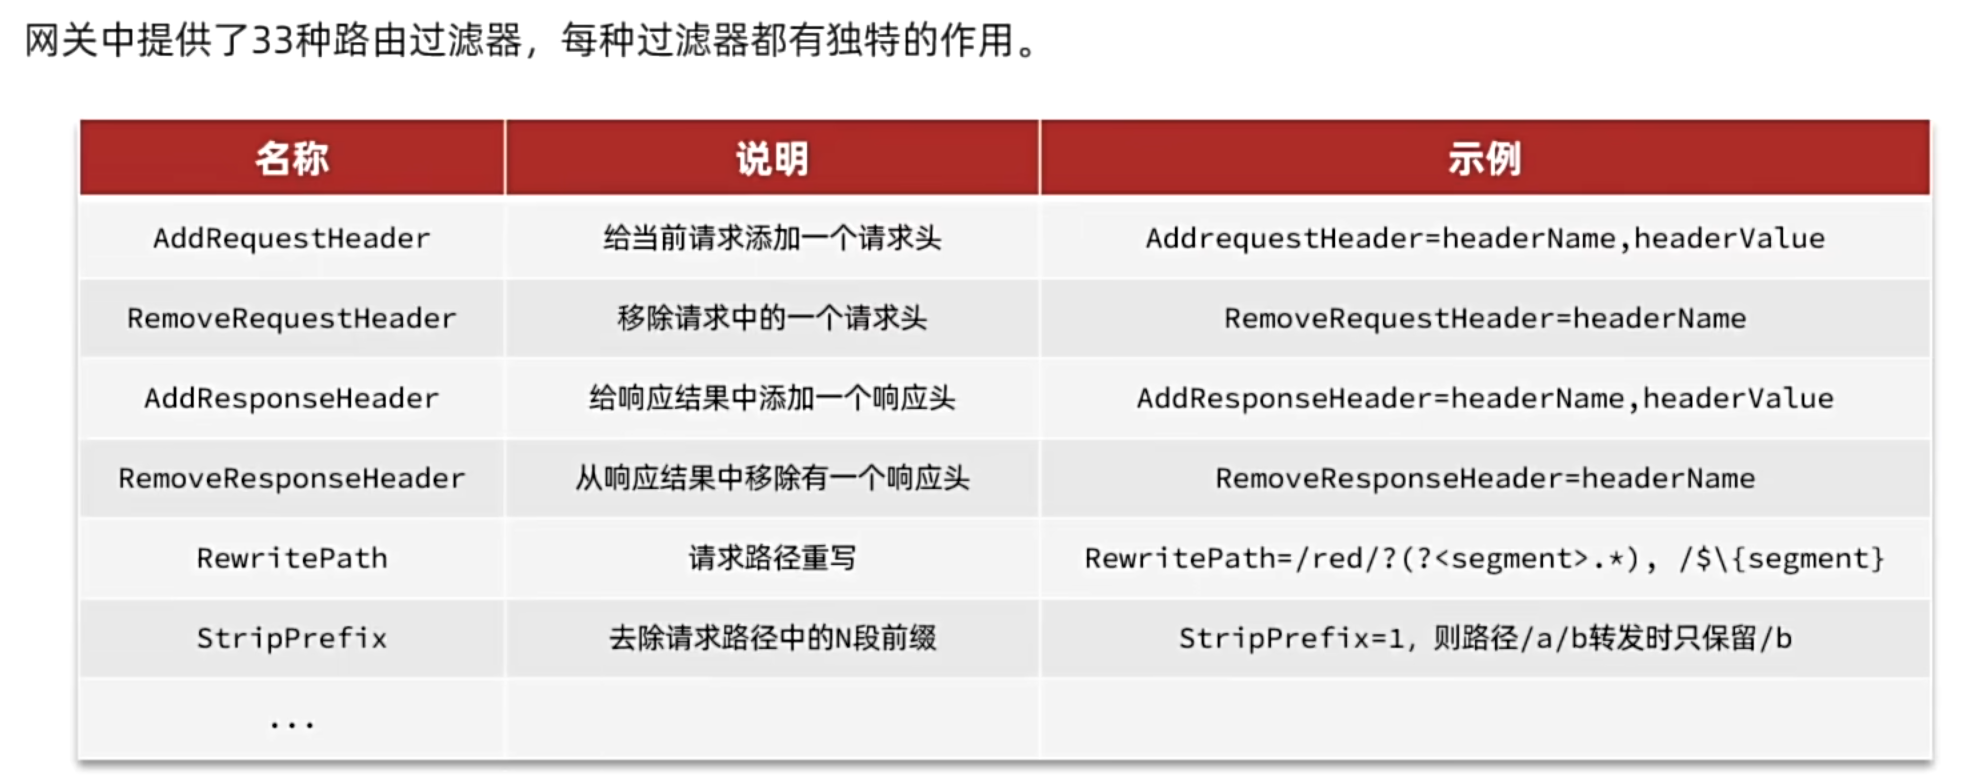 网关中提供了33种路由过滤器，每种过滤器都有独特的作用。
名称 说明 示例
AddRequestHeader 给当前请求添加一个请求头 AddrequestHeader=headerName,headerValue
RemoveRequestHeader 移除请求中的一个请求头 RemoveRequestHeader=headerName
AddResponseHeader 给响应结果中添加一个响应头 AddResponseHeader=headerName,headerValue
RemoveResponseHeader 从响应结果中移除有一个响应头 RemoveResponseHeader=headerName
RewritePath 请求路径重写 RewritePath=/red/?(?<segment>.*), /$\{segment}
StripPrefix 去除请求路径中的N段前缀 StripPrefix=1，则路径/a/b转发时只保留/b
...